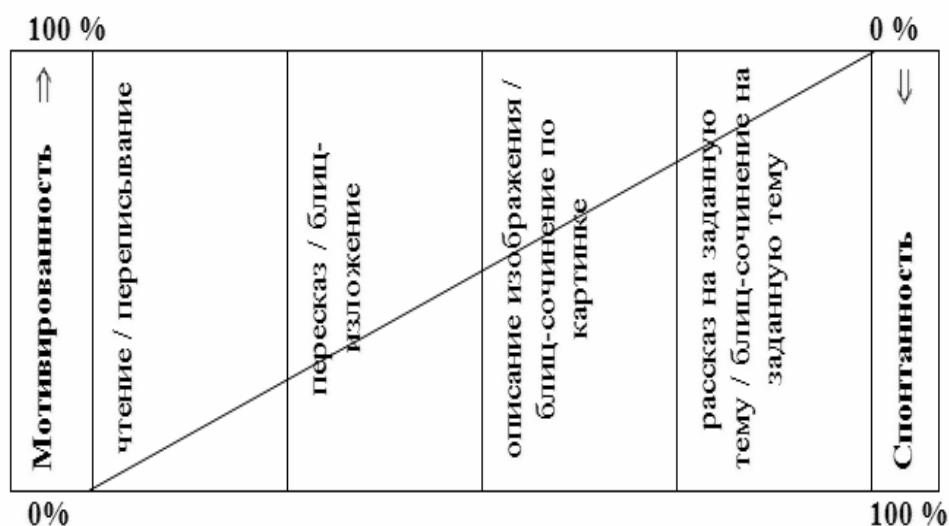 100 %
0 %
Мотивированность ⇒
чтение / переписывание
пересказ / блиц-
изложение
описание изображения /
блиц-сочинение по
картинке
рассказ на заданную
тему / блиц-сочинение на
заданную тему
Спонтанность ⇐
0%
100 %